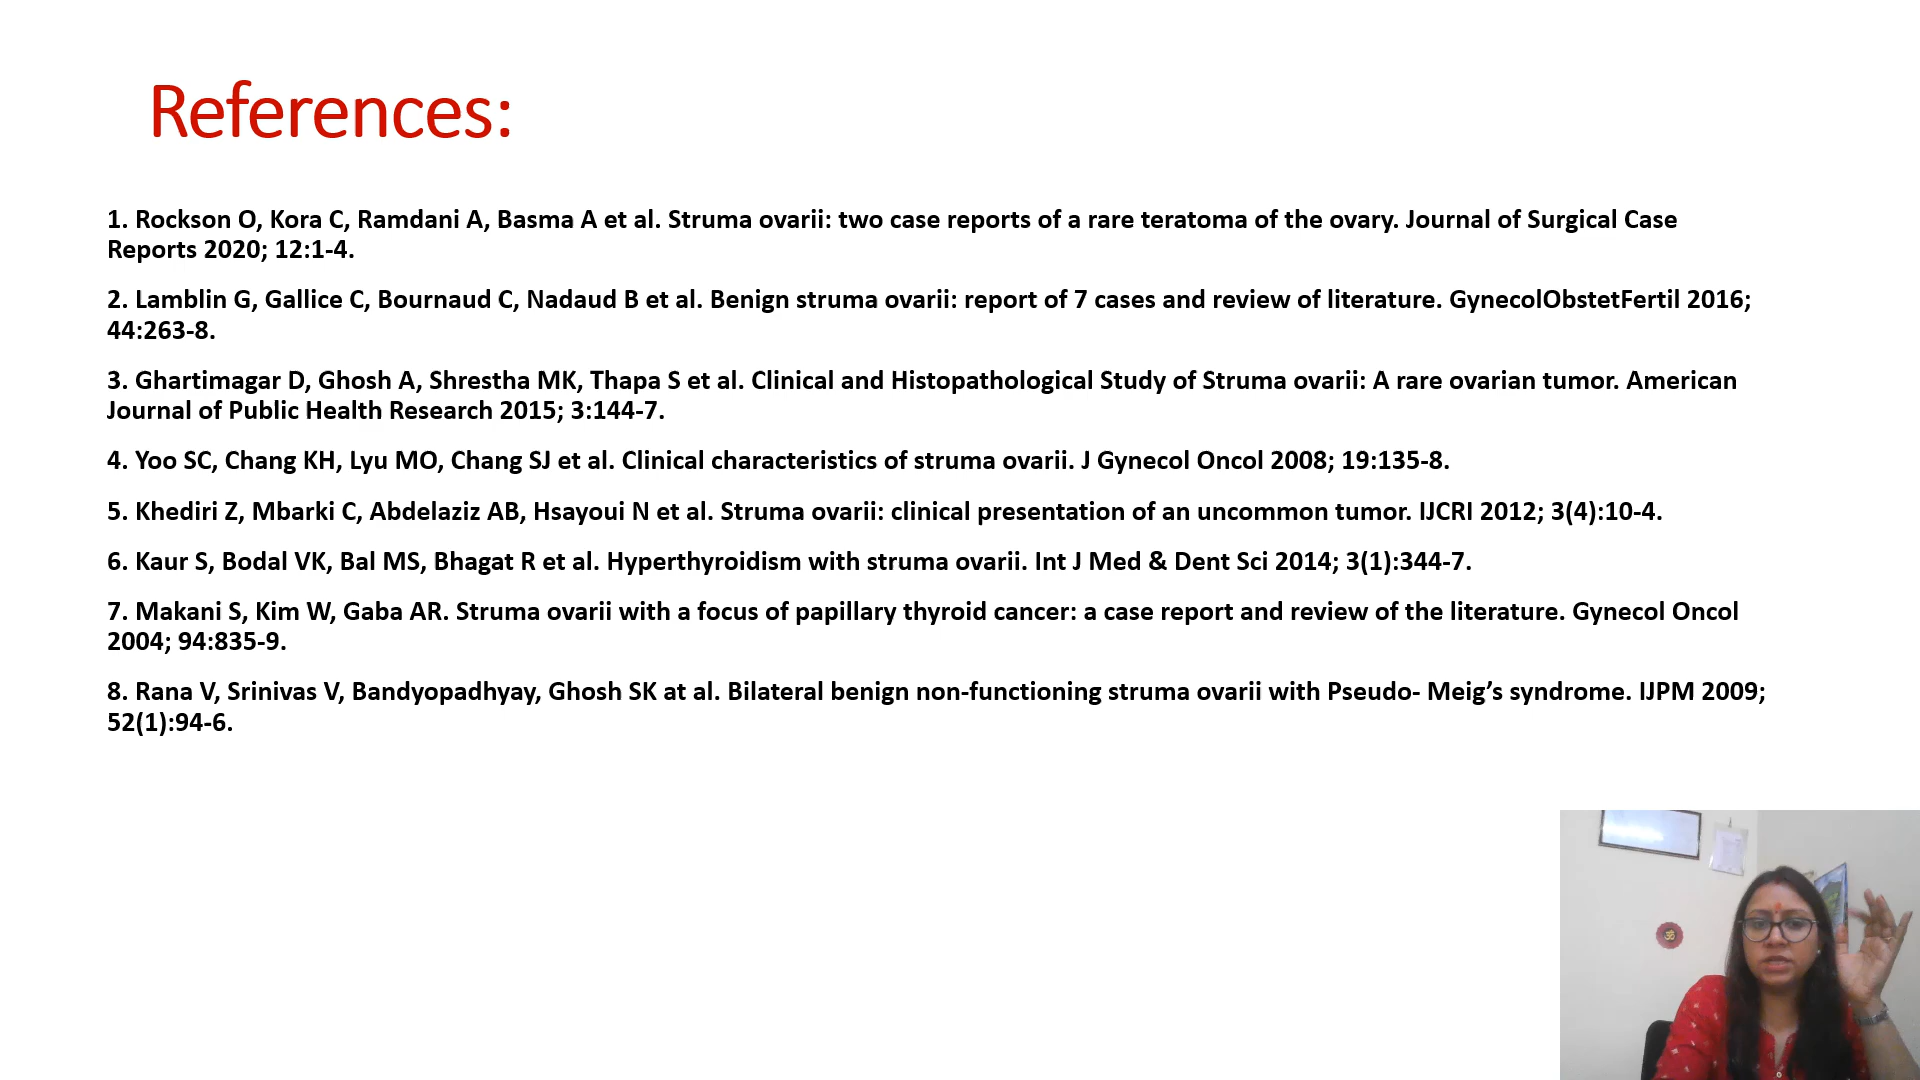 References:
1. Rockson O, Kora C, Ramdani A, Basma A et al. Struma ovarii: two case reports of a rare teratoma of the ovary. Journal of Surgical Case
Reports 2020; 12:1-4.
2. Lamblin G, Gallice C, Bournaud C, Nadaud B et al. Benign struma ovarii: report of 7 cases and review of literature. GynecolObstetFertil 2016;
44:263-8.
3. Ghartimagar D, Ghosh A, Shrestha MK, Thapa S et al. Clinical and Histopathological Study of Struma ovarii: A rare ovarian tumor. American
Journal of Public Health Research 2015; 3:144-7.
4. Yoo SC, Chang KH, Lyu MO, Chang SJ et al. Clinical characteristics of struma ovarii. J Gynecol Oncol 2008; 19:135-8.
5. Khediri Z, Mbarki C, Abdelaziz AB, Hsayoui N et al. Struma ovarii: clinical presentation of an uncommon tumor. IJCRI 2012; 3(4):10-4.
6. Kaur S, Bodal VK, Bal MS, Bhagat R et al. Hyperthyroidism with struma ovarii. Int J Med & Dent Sci 2014; 3(1):344-7.
7. Makani S, Kim W, Gaba AR. Struma ovarii with a focus of papillary thyroid cancer: a case report and review of the literature. Gynecol Oncol
2004; 94:835-9.
8. Rana V, Srinivas V, Bandyopadhyay, Ghosh SK at al. Bilateral benign non-functioning struma ovarii with Pseudo- Meig’s syndrome. IJPM 2009;
52(1):94-6.
ॐ